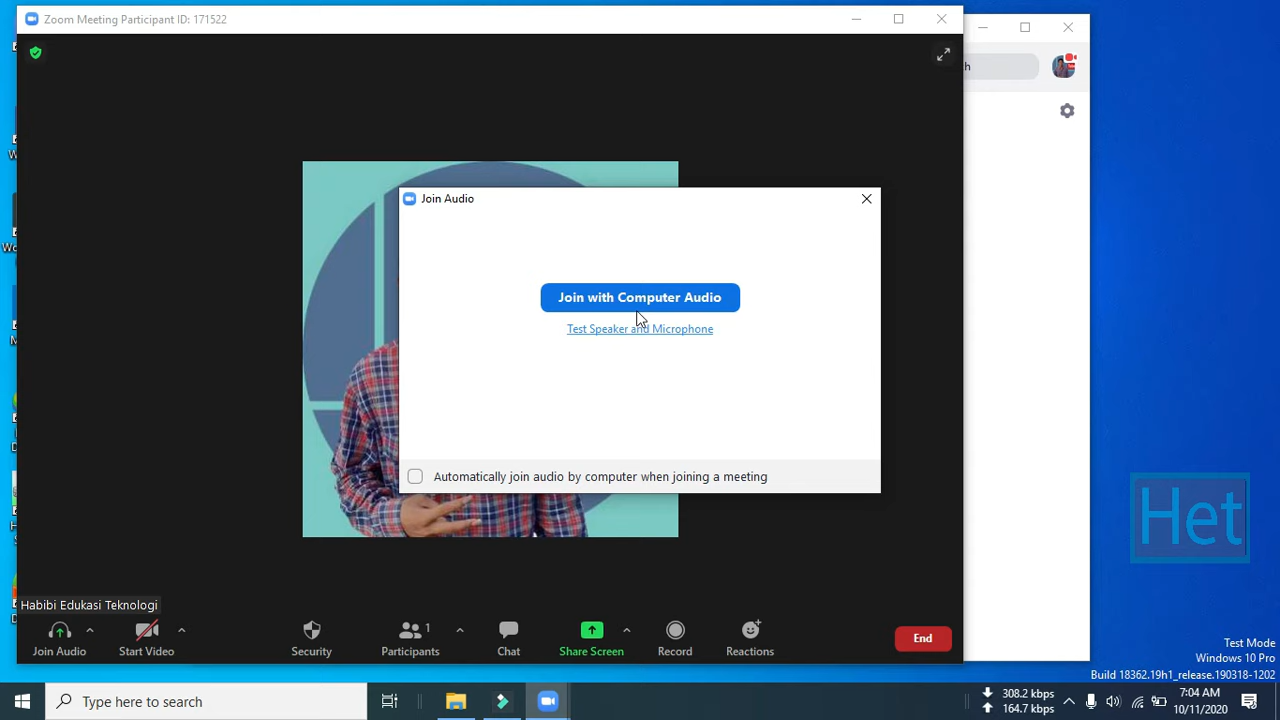 Zoom Meeting Participant ID: 171522
h
Join Audio
Join with Computer Audio
Test Speaker and Microphone
Automatically join audio by computer when joining a meeting
Het
Habibi Edukasi Teknologi
Join Audio
Start Video
Security
Participants
1
Chat
Share Screen
Record
Reactions
End
Test Mode
Windows 10 Pro
Build 18362.19h1_release.190318-1202
Type here to search
308.2 kbps
164.7 kbps
7:04 AM
10/11/2020